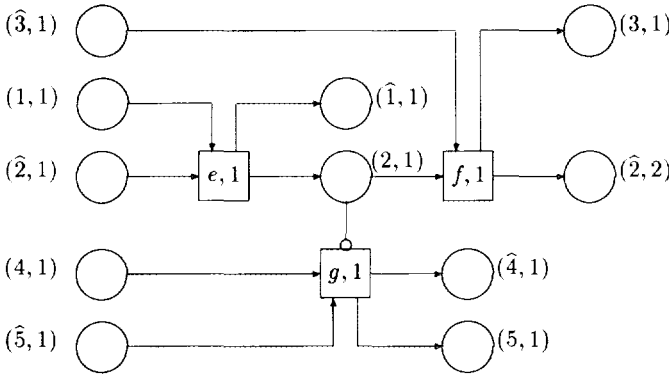 (3̂, 1) (3, 1)
(1, 1) (1̂, 1)
(2̂, 1) e, 1 (2, 1) f, 1 (2̂, 2)
(4, 1) g, 1 (4̂, 1)
(5̂, 1) (5, 1)